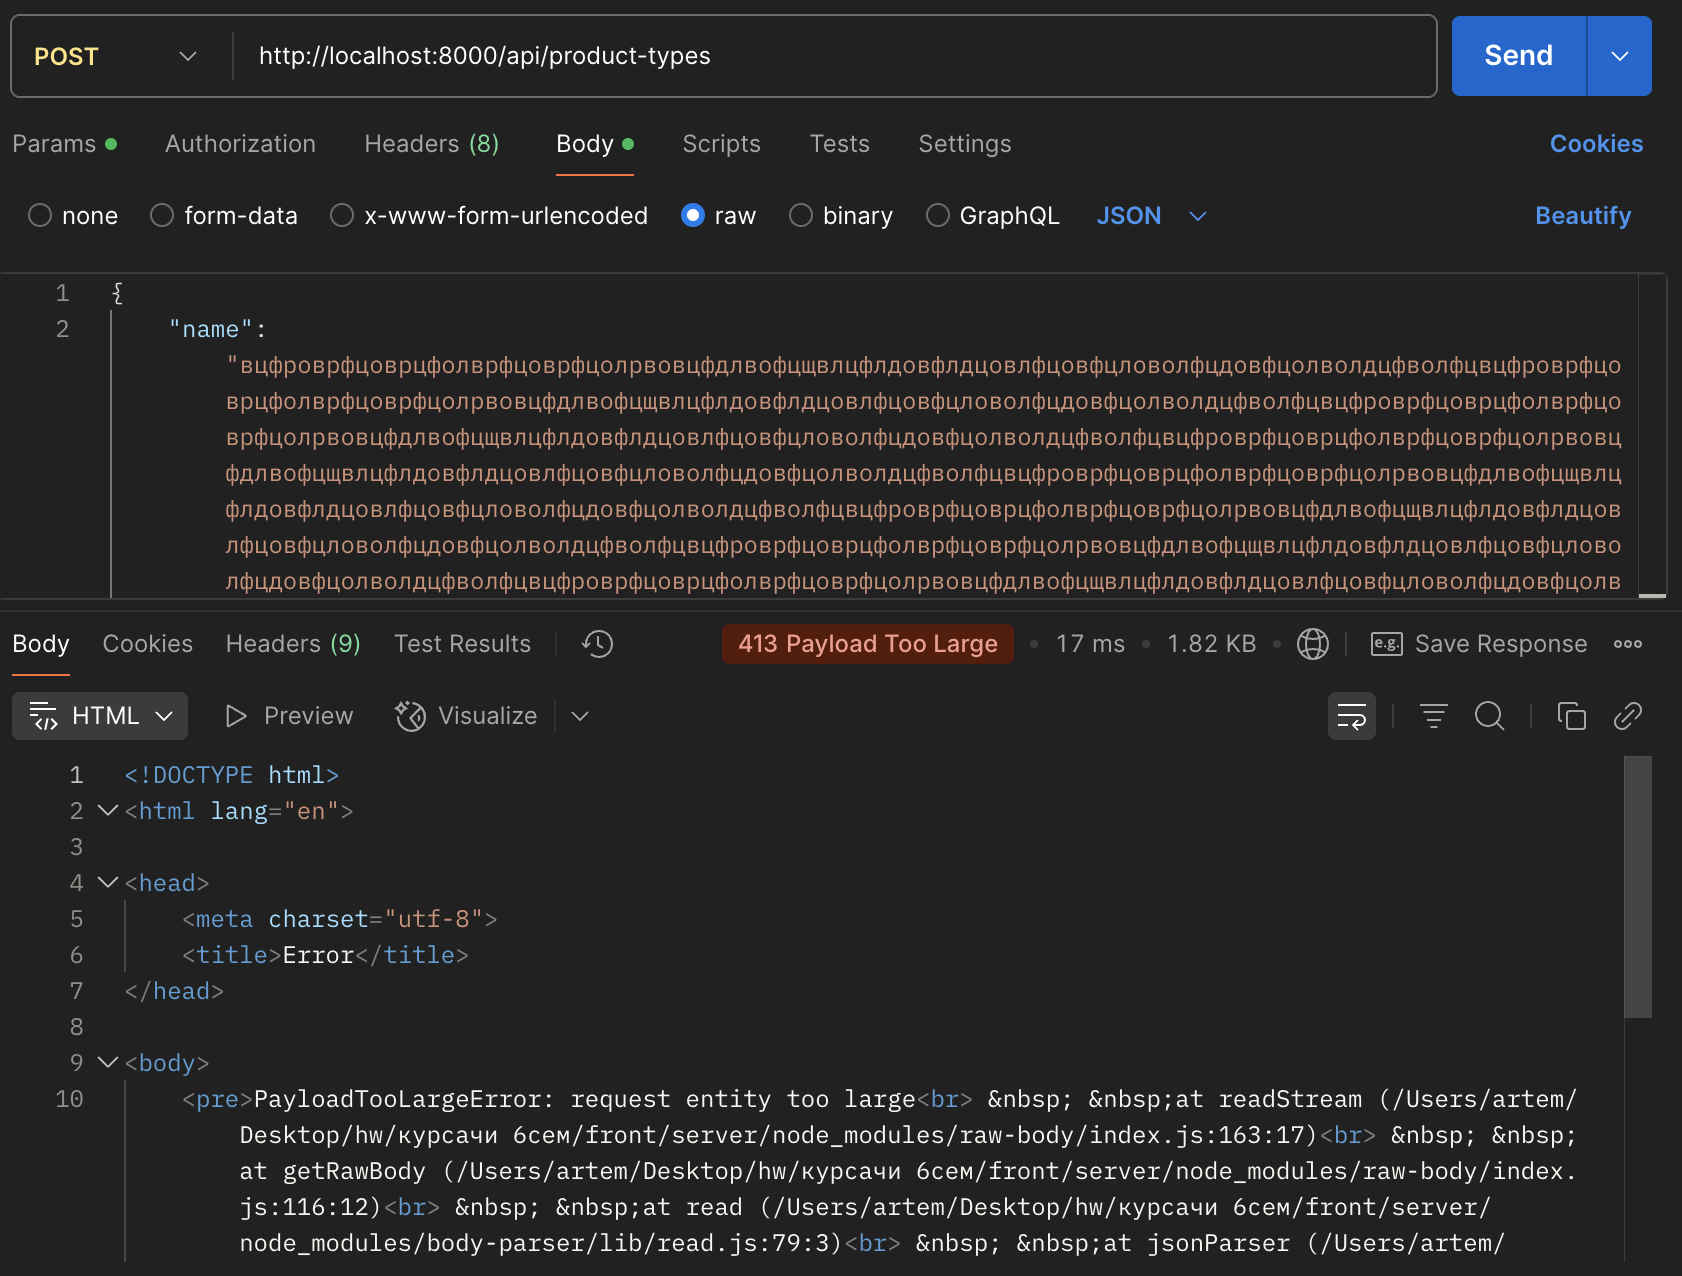 POST http://localhost:8000/api/product-types Send
Params Authorization Headers (8) Body Scripts Tests Settings Cookies
none form-data x-www-form-urlencoded raw binary GraphQL JSON Beautify
1 {
2 "name":
"вцфроврфцоврцфолврфцоврфцолрвовцфдлвофцщвлцфлдовфлдцовлфцовфцловолфцдовфцолволдцфволфцвцфроврфцо
врцфолврфцоврфцолрвовцфдлвофцщвлцфлдовфлдцовлфцовфцловолфцдовфцолволдцфволфцвцфроврфцоврцфолврфцо
врфцолрвовцфдлвофцщвлцфлдовфлдцовлфцовфцловолфцдовфцолволдцфволфцвцфроврфцоврцфолврфцоврфцолрвовц
фдлвофцщвлцфлдовфлдцовлфцовфцловолфцдовфцолволдцфволфцвцфроврфцоврцфолврфцоврфцолрвовцфдлвофцщвлц
флдовфлдцовлфцовфцловолфцдовфцолволдцфволфцвцфроврфцоврцфолврфцоврфцолрвовцфдлвофцщвлцфлдовфлдцов
лфцовфцловолфцдовфцолволдцфволфцвцфроврфцоврцфолврфцоврфцолрвовцфдлвофцщвлцфлдовфлдцовлфцовфцлово
лфцдовфцолволдцфволфцвцфроврфцоврцфолврфцоврфцолрвовцфдлвофцщвлцфлдовфлдцовлфцовфцловолфцдовфцолв
Body Cookies Headers (9) Test Results 413 Payload Too Large 17 ms 1.82 KB e.g. Save Response
HTML Preview Visualize
1 <!DOCTYPE html>
2 <html lang="en">
3
4 <head>
5 <meta charset="utf-8">
6 <title>Error</title>
7 </head>
8
9 <body>
10 <pre>PayloadTooLargeError: request entity too large<br> &nbsp; &nbsp;at readStream (/Users/artem/
Desktop/hw/курсачи 6сем/front/server/node_modules/raw-body/index.js:163:17)<br> &nbsp; &nbsp;
at getRawBody (/Users/artem/Desktop/hw/курсачи 6сем/front/server/node_modules/raw-body/index.
js:116:12)<br> &nbsp; &nbsp;at read (/Users/artem/Desktop/hw/курсачи 6сем/front/server/
node_modules/body-parser/lib/read.js:79:3)<br> &nbsp; &nbsp;at jsonParser (/Users/artem/